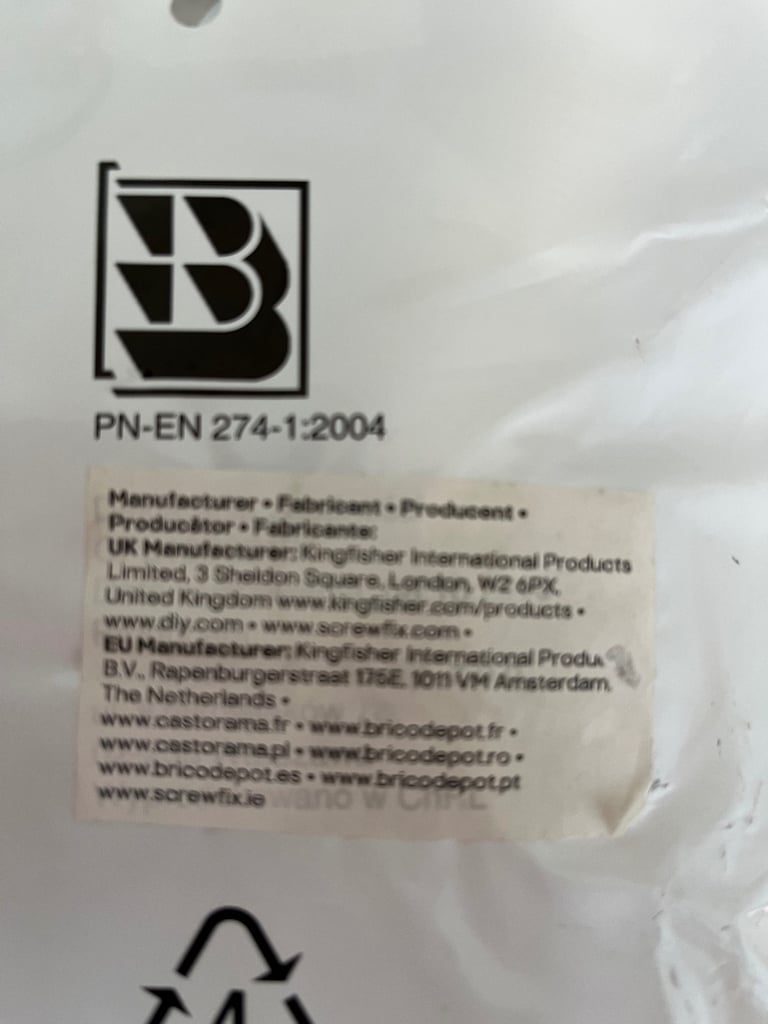 B
PN-EN 274-1:2004
Manufacturer • Fabricant • Producent •
Producător • Fabricante:
UK Manufacturer: Kingfisher International Products
Limited, 3 Sheldon Square, London, W2 6PX,
United Kingdom www.kingfisher.com/products •
www.diy.com • www.screwfix.com •
EU Manufacturer: Kingfisher International Produ
B.V., Rapenburgerstraat 175E, 1011 VM Amsterdam,
The Netherlands •
www.castorama.fr • www.bricodepot.fr •
www.castorama.pl • www.bricodepot.ro •
www.bricodepot.es • www.bricodepot.pt
www.screwfix.ie
4